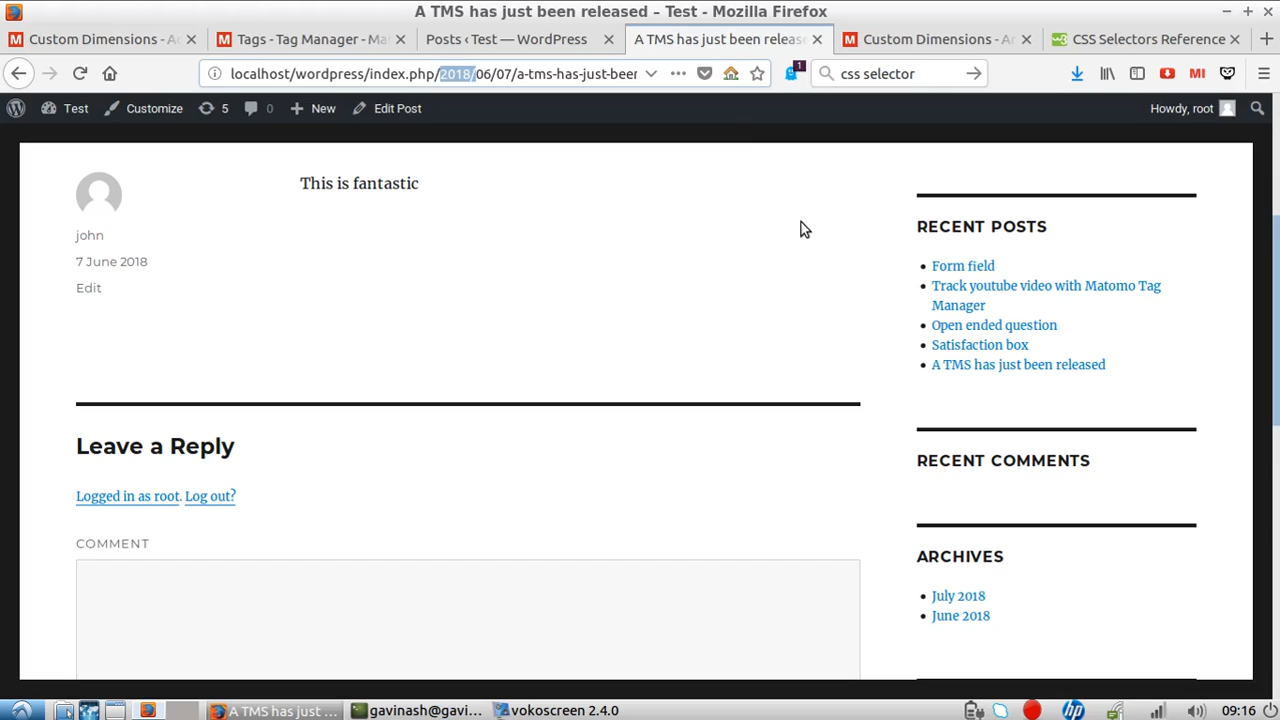 A TMS has just been released – Test - Mozilla Firefox
Custom Dimensions - A
Tags - Tag Manager - Ma
Posts ‹ Test — WordPress
A TMS has just been releas
Custom Dimensions - A
CSS Selectors Reference
localhost/wordpress/index.php/2018/06/07/a-tms-has-just-beer
1
css selector
MI
Test
Customize
5
0
New
Edit Post
Howdy, root
This is fantastic
john
7 June 2018
Edit
Leave a Reply
Logged in as root. Log out?
COMMENT
RECENT POSTS
Form field
Track youtube video with Matomo Tag
Manager
Open ended question
Satisfaction box
A TMS has just been released
RECENT COMMENTS
ARCHIVES
July 2018
June 2018
A TMS has just ...
gavinash@gavi...
vokoscreen 2.4.0
09:16